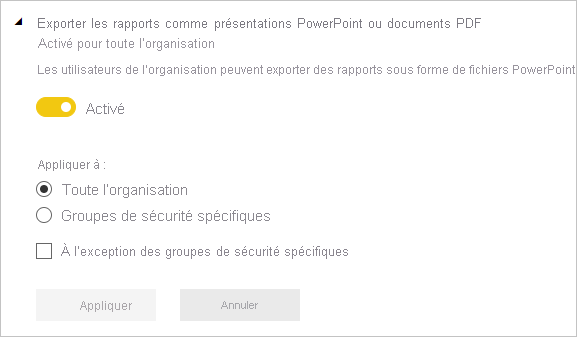 Exporter les rapports comme présentations PowerPoint ou documents PDF
Activé pour toute l'organisation
Les utilisateurs de l'organisation peuvent exporter des rapports sous forme de fichiers PowerPoint
Activé
Appliquer à :
Toute l'organisation
Groupes de sécurité spécifiques
À l'exception des groupes de sécurité spécifiques
Appliquer
Annuler